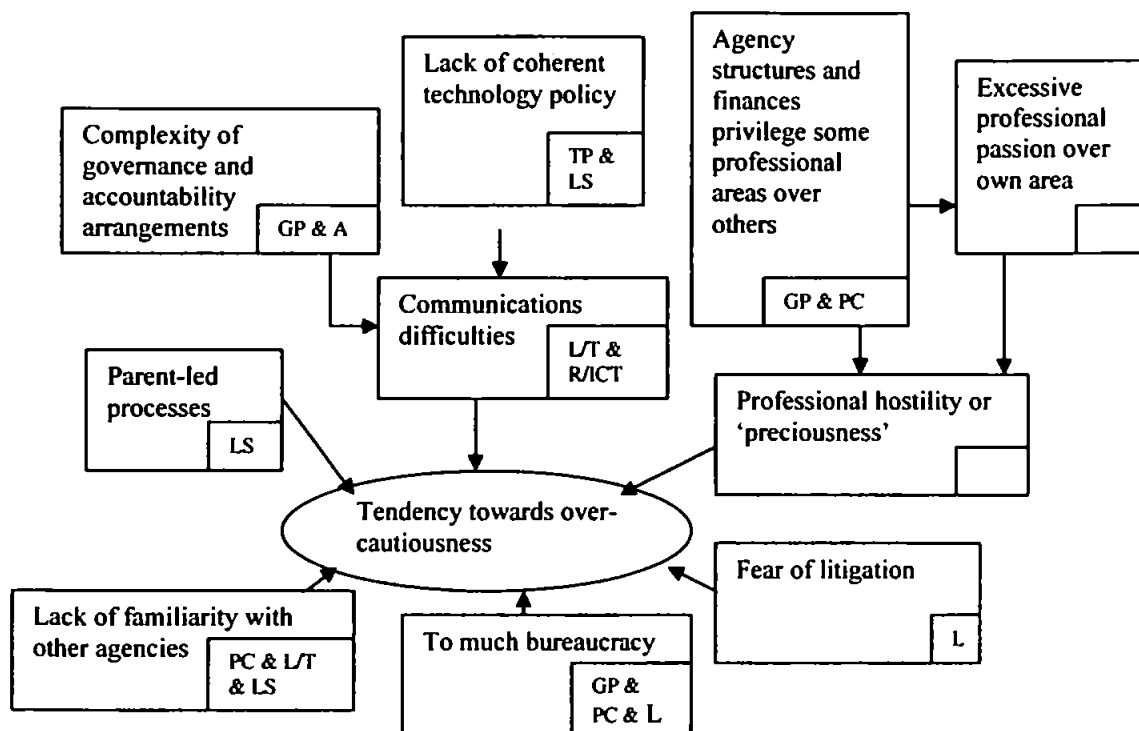 Lack of coherent
technology policy
TP &
LS
Agency
structures and
finances
privilege some
professional
areas over
others
GP & PC
Excessive
professional
passion over
own area
Complexity of
governance and
accountability
arrangements
GP & A
Communications
difficulties
L/T &
R/ICT
Parent-led
processes
LS
Professional hostility or
‘preciousness’
Tendency towards over-
cautiousness
Fear of litigation
L
Lack of familiarity with
other agencies
PC & L/T
& LS
To much bureaucracy
GP &
PC & L